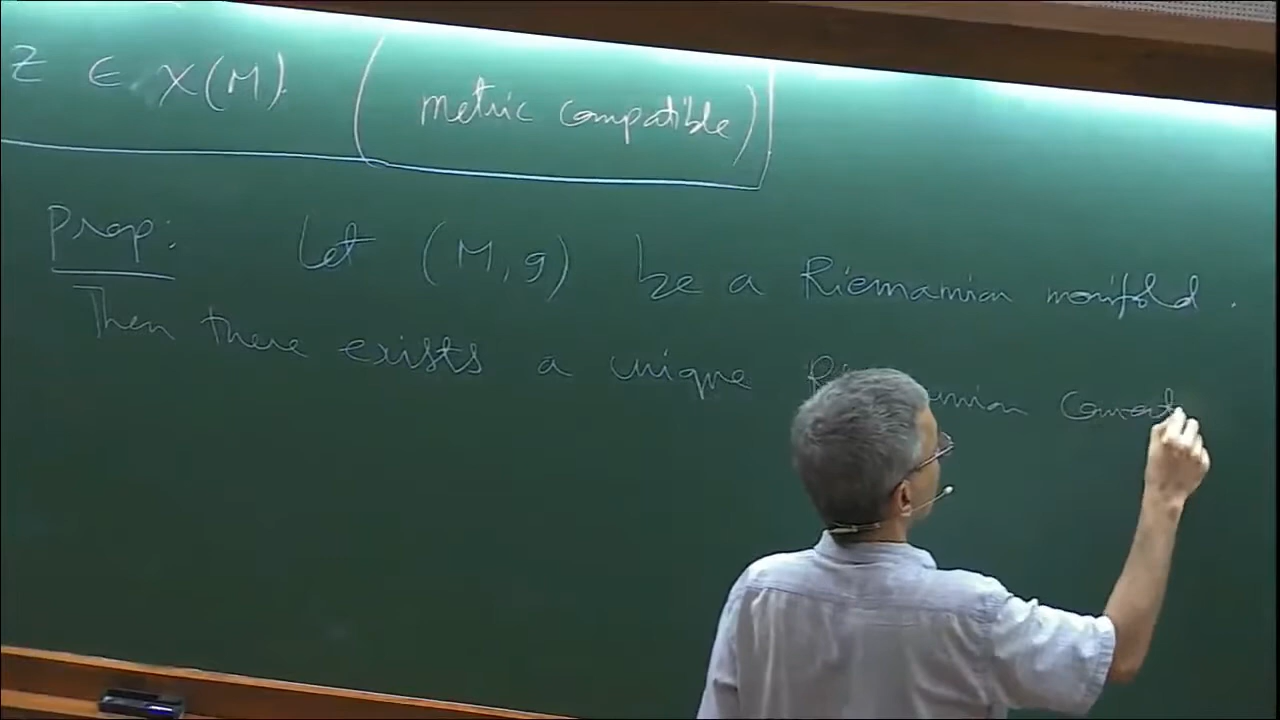 Z ∈ X(M) (metric compatible)
Prop: Let (M, g) be a Riemannian manifold.
Then there exists a unique